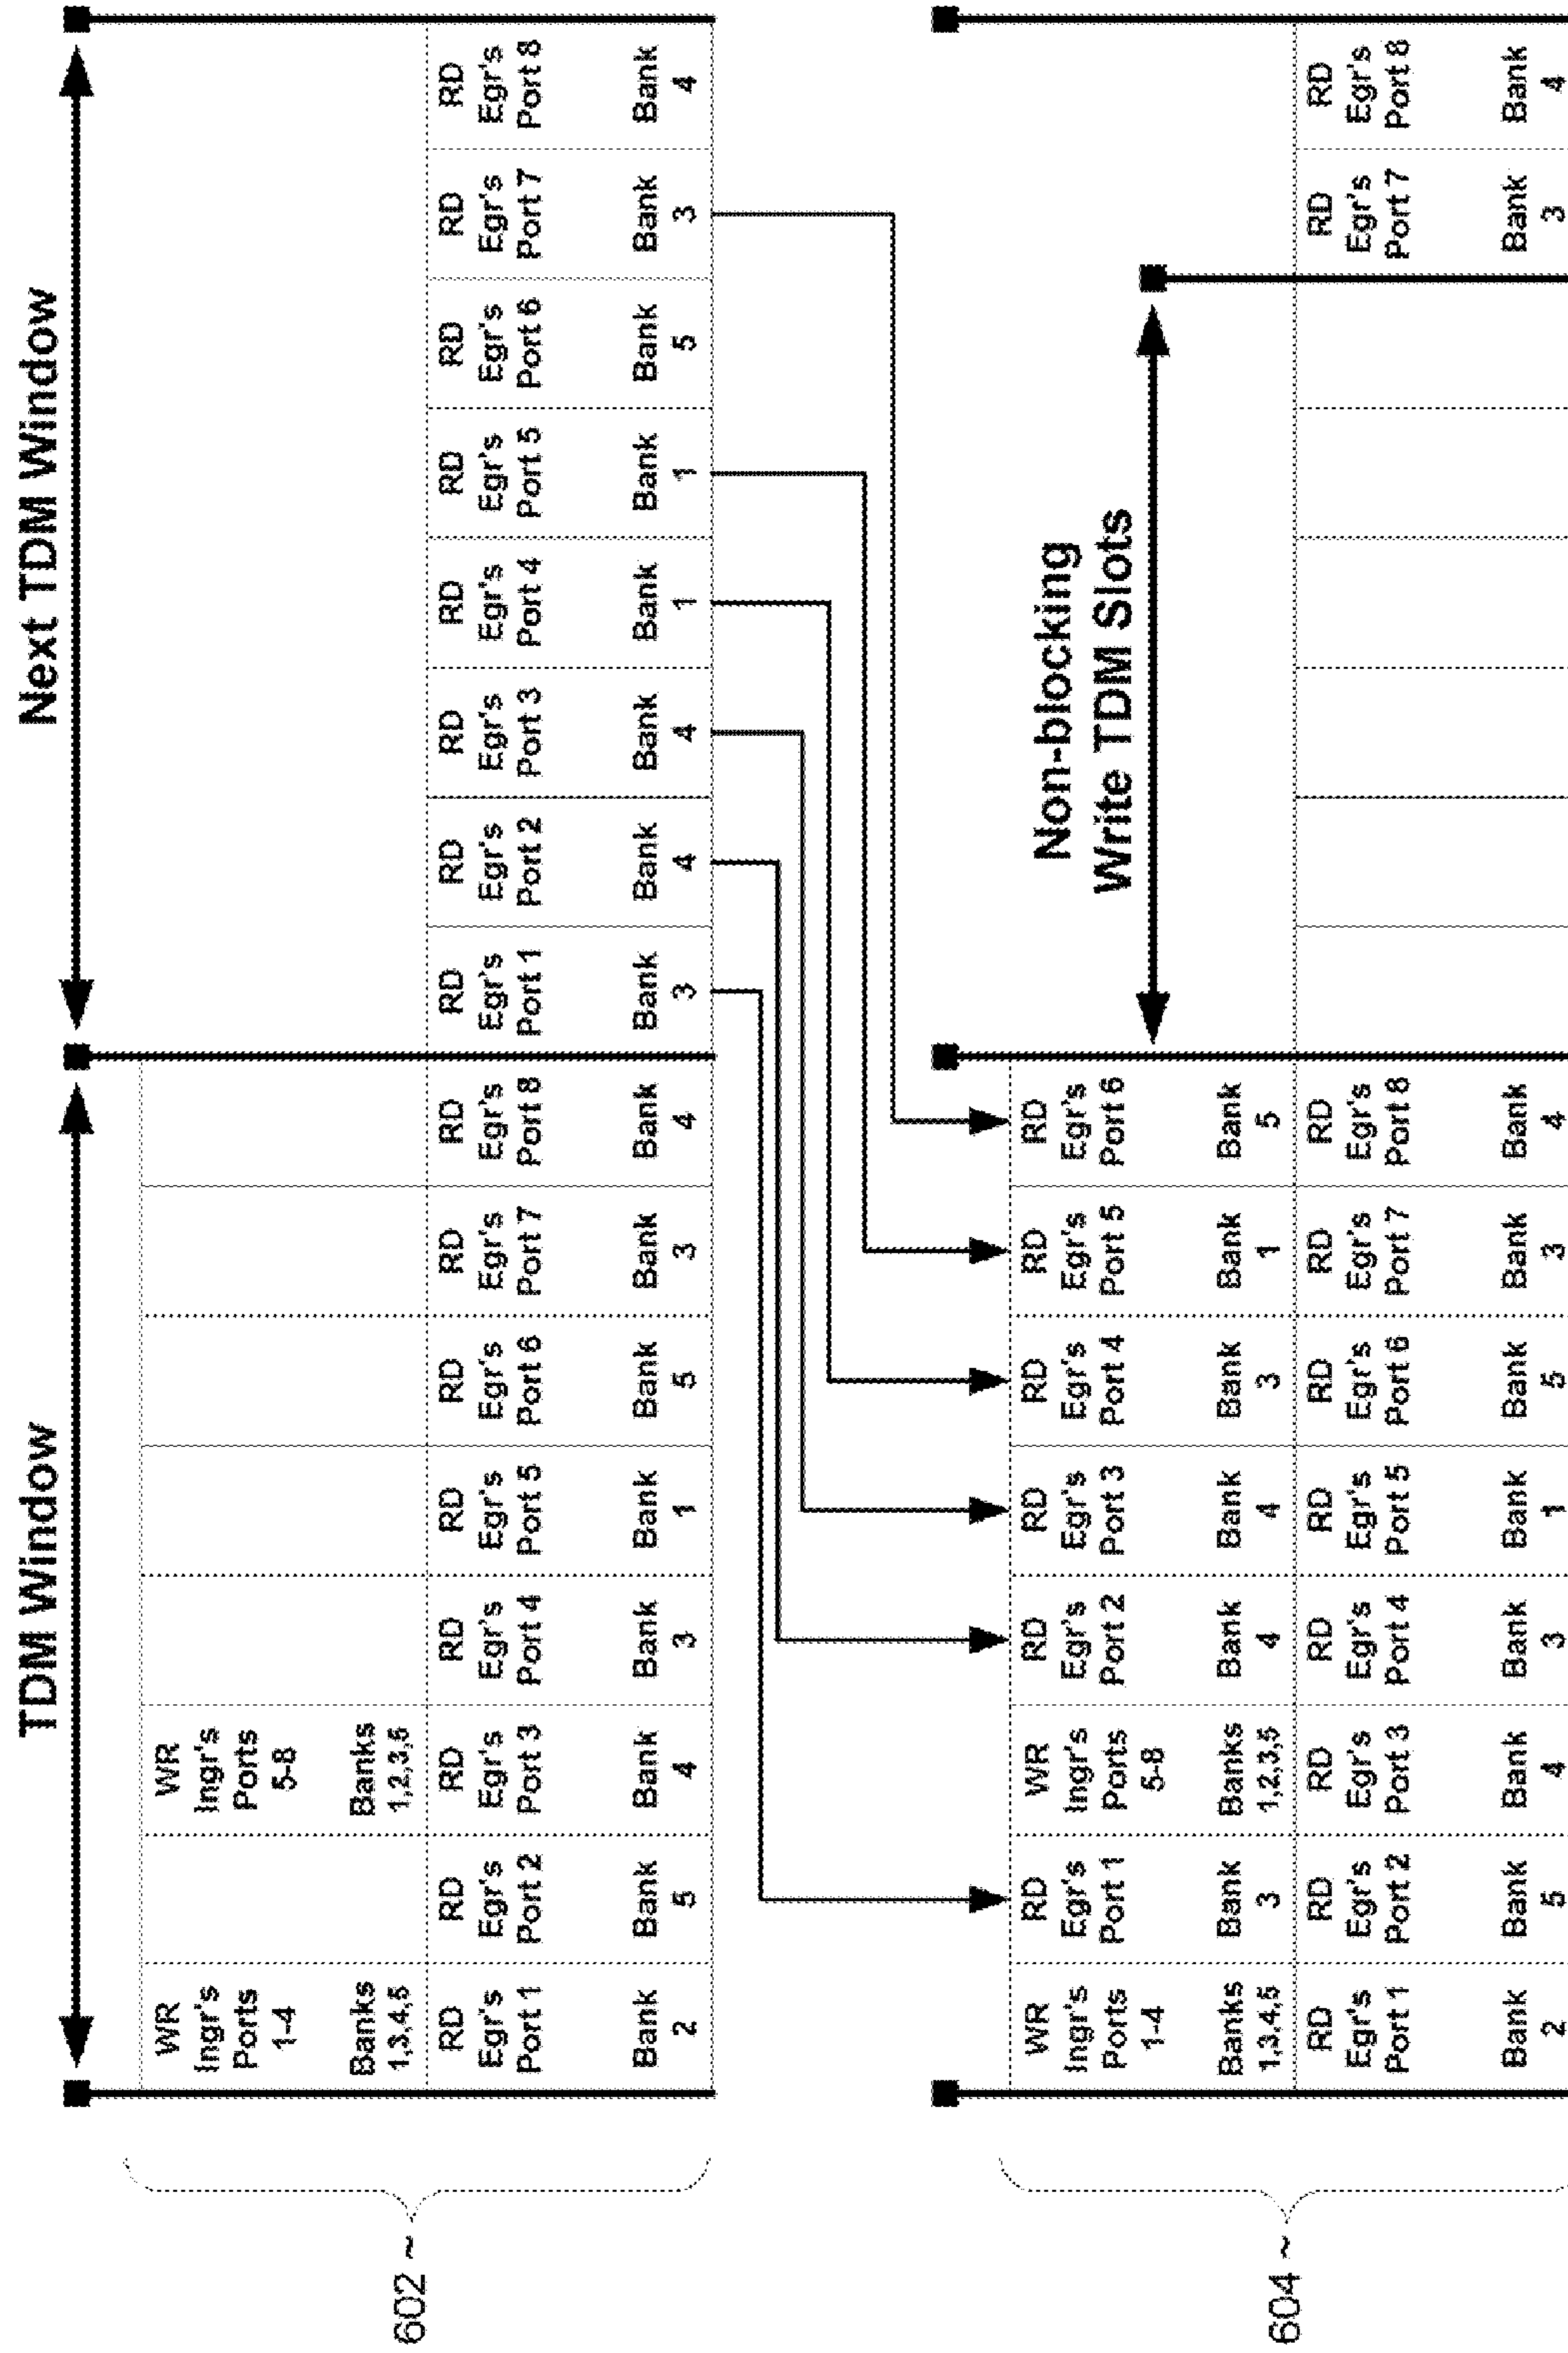 TDM Window
Next TDM Window
WR
Ingr's
Ports
1-4
Banks
1,3,4,5
WR
Ingr's
Ports
5-8
Banks
1,2,3,5
RD
Egr's
Port 1
Bank
2
RD
Egr's
Port 2
Bank
5
RD
Egr's
Port 3
Bank
4
RD
Egr's
Port 4
Bank
3
RD
Egr's
Port 5
Bank
1
RD
Egr's
Port 6
Bank
5
RD
Egr's
Port 7
Bank
3
RD
Egr's
Port 8
Bank
4
RD
Egr's
Port 1
Bank
3
RD
Egr's
Port 2
Bank
4
RD
Egr's
Port 3
Bank
4
RD
Egr's
Port 4
Bank
1
RD
Egr's
Port 5
Bank
1
RD
Egr's
Port 6
Bank
5
RD
Egr's
Port 7
Bank
3
RD
Egr's
Port 8
Bank
4
602 ~
Non-blocking
Write TDM Slots
WR
Ingr's
Ports
1-4
Banks
1,3,4,5
RD
Egr's
Port 1
Bank
3
WR
Ingr's
Ports
5-8
Banks
1,2,3,5
RD
Egr's
Port 2
Bank
4
RD
Egr's
Port 3
Bank
4
RD
Egr's
Port 4
Bank
3
RD
Egr's
Port 5
Bank
1
RD
Egr's
Port 6
Bank
5
RD
Egr's
Port 1
Bank
2
RD
Egr's
Port 2
Bank
5
RD
Egr's
Port 3
Bank
4
RD
Egr's
Port 4
Bank
3
RD
Egr's
Port 5
Bank
1
RD
Egr's
Port 6
Bank
5
RD
Egr's
Port 7
Bank
3
RD
Egr's
Port 8
Bank
4
RD
Egr's
Port 7
Bank
3
RD
Egr's
Port 8
Bank
4
604 ~